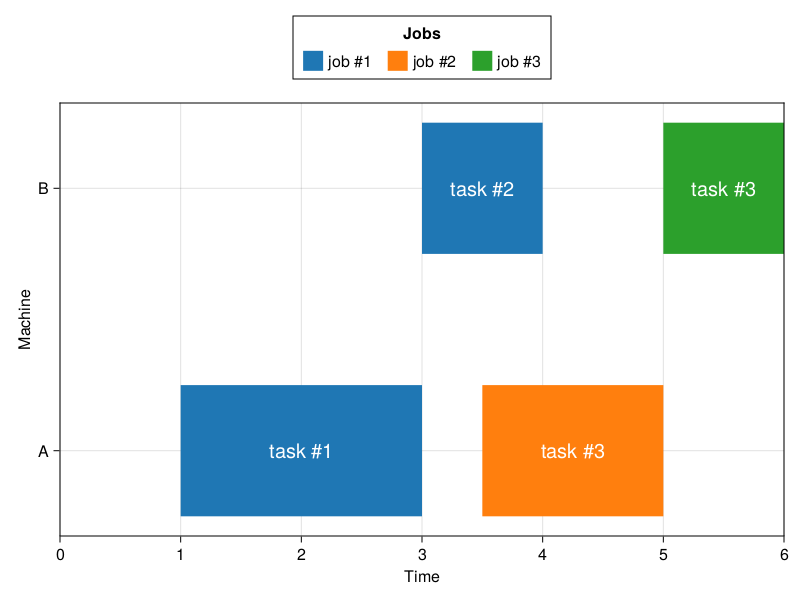 Jobs
job #1 job #2 job #3
B
task #2 task #3
Machine
A
task #1 task #3
0 1 2 3 4 5 6
Time